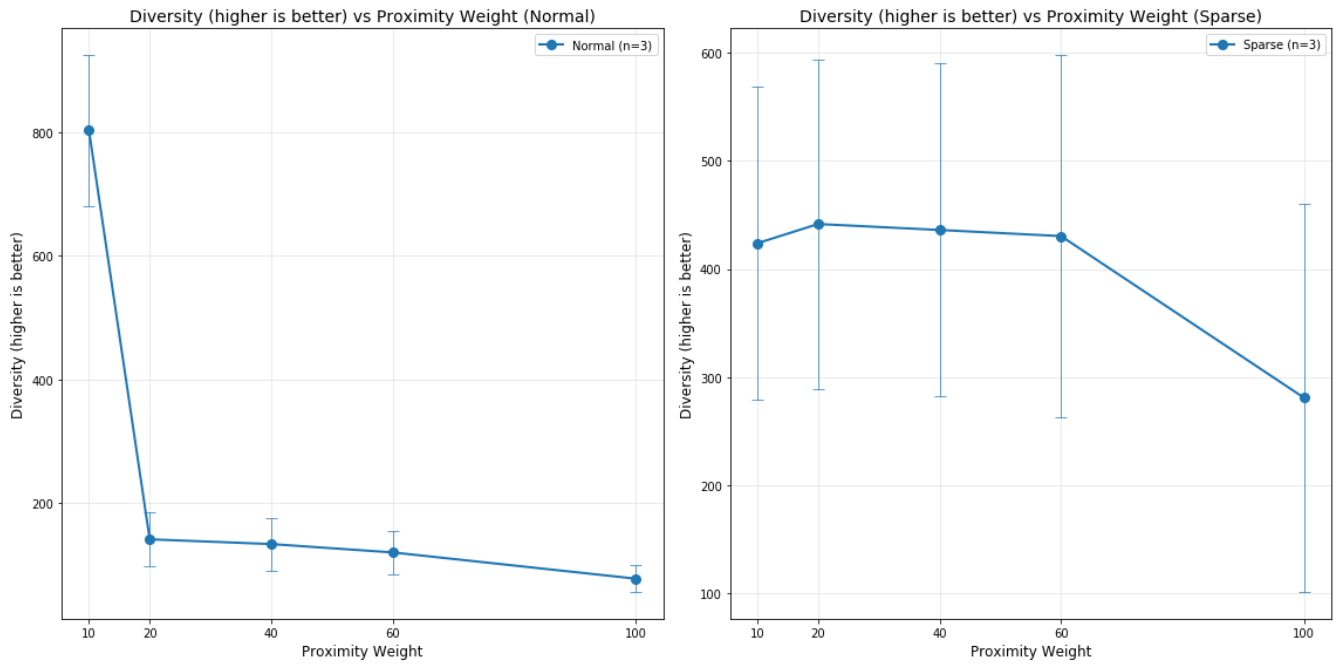 Diversity (higher is better) vs Proximity Weight (Normal)
Normal (n=3)
Diversity (higher is better)
800
600
400
200
10
20
40
60
100
Proximity Weight
Diversity (higher is better) vs Proximity Weight (Sparse)
Sparse (n=3)
Diversity (higher is better)
600
500
400
300
200
100
10
20
40
60
100
Proximity Weight